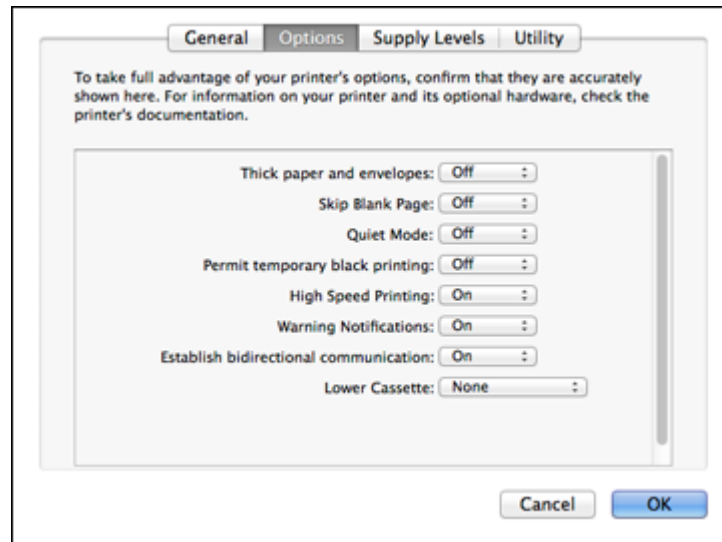 General Options Supply Levels Utility
To take full advantage of your printer's options, confirm that they are accurately
shown here. For information on your printer and its optional hardware, check the
printer's documentation.
Thick paper and envelopes: Off
Skip Blank Page: Off
Quiet Mode: Off
Permit temporary black printing: Off
High Speed Printing: On
Warning Notifications: On
Establish bidirectional communication: On
Lower Cassette: None
Cancel OK